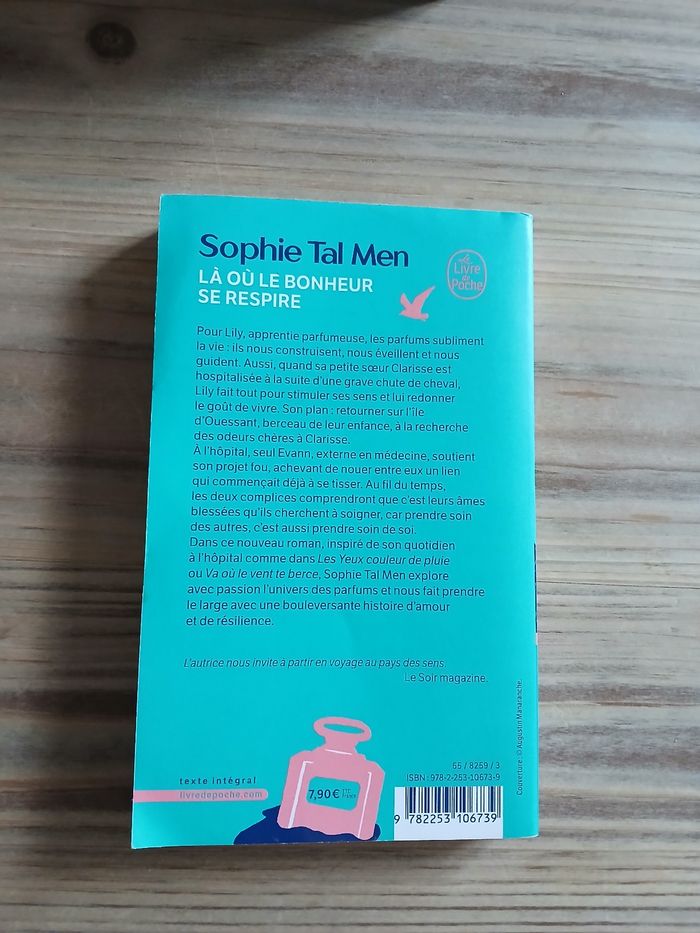 Sophie Tal Men
LÀ OÙ LE BONHEUR
SE RESPIRE
Le
Livre
de
Poche
Pour Lily, apprentie parfumeuse, les parfums subliment
la vie : ils nous construisent, nous éveillent et nous
guident. Aussi, quand sa petite sœur Clarisse est
hospitalisée à la suite d'une grave chute de cheval,
Lily fait tout pour stimuler ses sens et lui redonner
le goût de vivre. Son plan : retourner sur l'île
d'Ouessant, berceau de leur enfance, à la recherche
des odeurs chères à Clarisse.
À l'hôpital, seul Evann, externe en médecine, soutient
son projet fou, achevant de nouer entre eux un lien
qui commençait déjà à se tisser. Au fil du temps,
les deux complices comprendront que c'est leurs âmes
blessées qu'ils cherchent à soigner, car prendre soin
des autres, c'est aussi prendre soin de soi.
Dans ce nouveau roman, inspiré de son quotidien
à l'hôpital comme dans Les Yeux couleur de pluie
ou Va où le vent te berce, Sophie Tal Men explore
avec passion l'univers des parfums et nous fait prendre
le large avec une bouleversante histoire d'amour
et de résilience.
L'autrice nous invite à partir en voyage au pays des sens.
Le Soir magazine.
Couverture : © Augustin Manaranche.
texte intégral
livredepoche.com
7,90 €
65 / 8259 / 3
ISBN : 978-2-253-10673-9
9 782253 106739